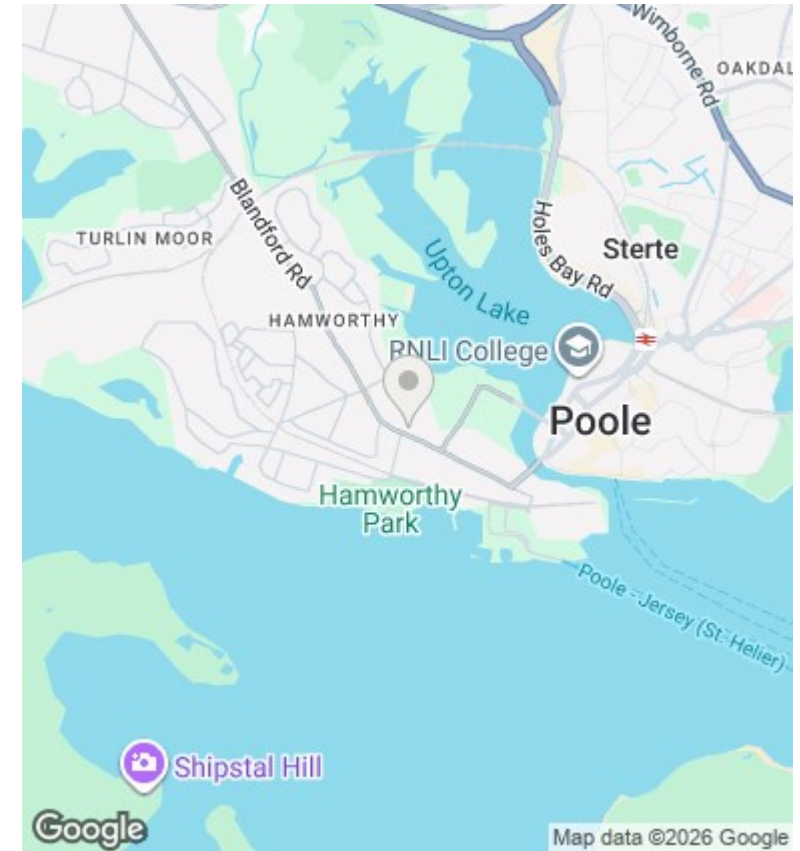 Wimborne Rd
OAKDAL
Blandford Rd
Holes Bay Rd
TURLIN MOOR
Sterte
Upton Lake
HAMWORTHY
RNLI College
Poole
Hamworthy
Park
Poole - Jersey (St. Helier)
Shipstal Hill
Google
Map data ©2026 Google